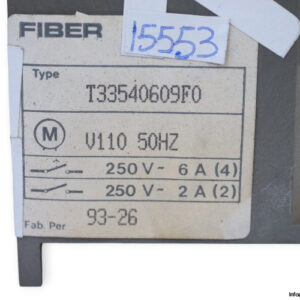 FIBER
15553
Type
T33540609F0
M V110 50HZ
250 V~ 6 A (4)
250 V~ 2 A (2)
Fab. Per 93-26